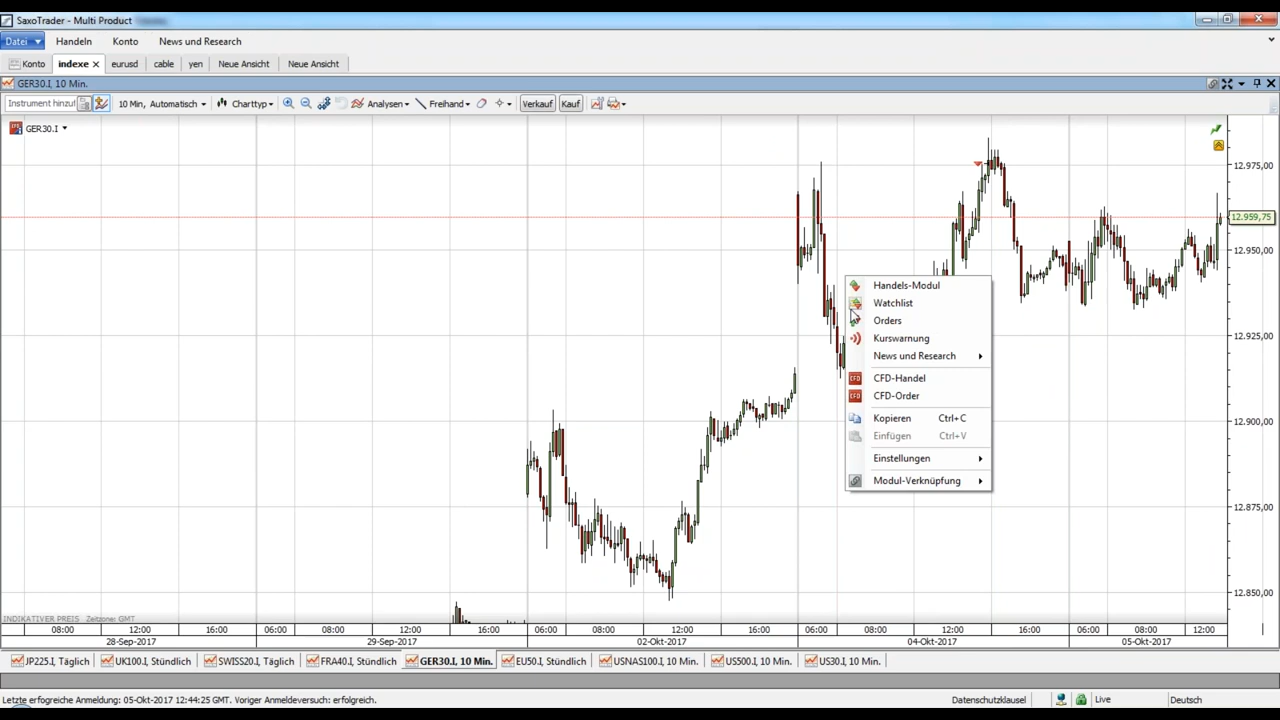 SaxoTrader - Multi Product
Datei Handeln Konto News und Research
Konto indexe eurusd cable yen Neue Ansicht Neue Ansicht
GER30.I, 10 Min.
Instrument hinzu 10 Min, Automatisch Charttyp Analysen Freihand Verkauf Kauf
GER30.I
12.975,00
12.959,75
12.950,00
12.925,00
12.900,00
12.875,00
12.850,00
Handels-Modul
Watchlist
Orders
Kurswarnung
News und Research
CFD-Handel
CFD-Order
Kopieren Ctrl+C
Einfügen Ctrl+V
Einstellungen
Modul-Verknüpfung
INDIKATIVER PREIS Zeitzone: GMT
08:00 12:00 16:00 06:00 08:00 12:00 16:00 06:00 08:00 12:00 06:00 08:00 12:00 16:00 06:00 08:00 12:00
28-Sep-2017 29-Sep-2017 02-Okt-2017 04-Okt-2017 05-Okt-2017
JP225.I, Täglich UK100.I, Stündlich SWISS20.I, Täglich FRA40.I, Stündlich GER30.I, 10 Min. EU50.I, Stündlich USNAS100.I, 10 Min. US500.I, 10 Min. US30.I, 10 Min.
Letzte erfogreiche Anmeldung: 05-Okt-2017 12:44:25 GMT. Voriger Anmeldeversuch: erfolgreich. Datenschutzklausel Live Deutsch